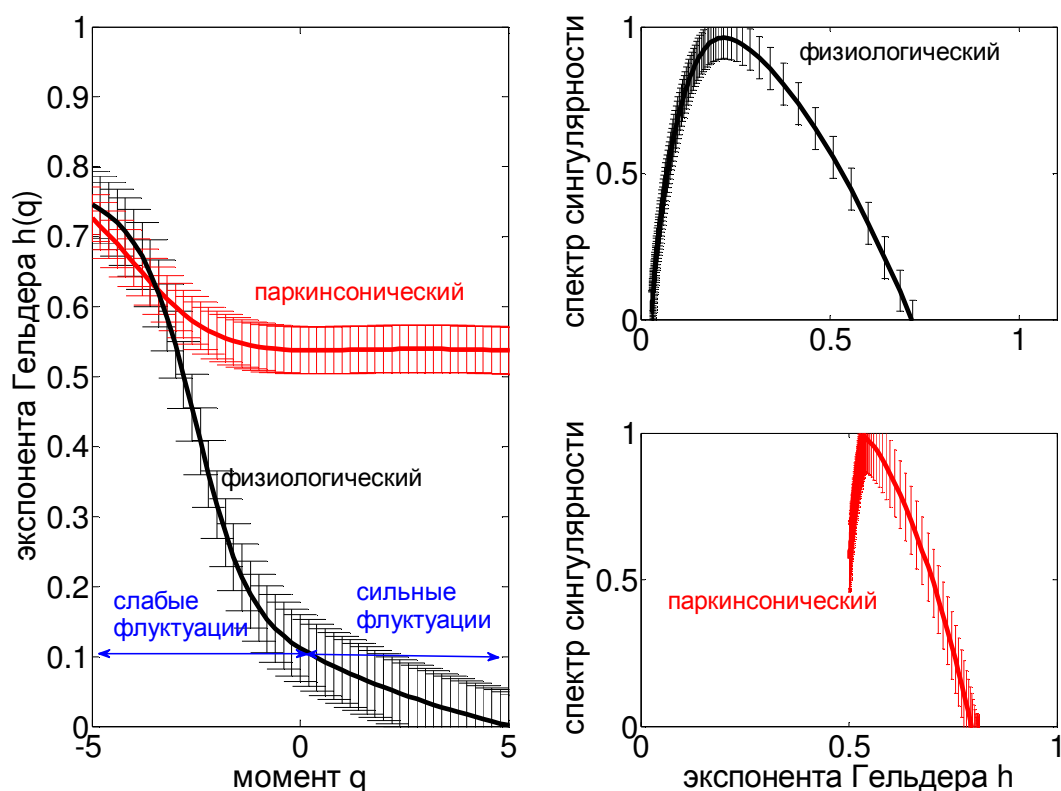 1
0.9
0.8
0.7
0.6
0.5
0.4
0.3
0.2
0.1
0
-5
0
5
экспонента Гельдера h(q)
момент q
паркинсонический
физиологический
слабые
флуктуации
сильные
флуктуации
1
0.5
0
0
0.5
1
спектр сингулярности
физиологический
1
0.5
0
0
0.5
1
спектр сингулярности
паркинсонический
экспонента Гельдера h